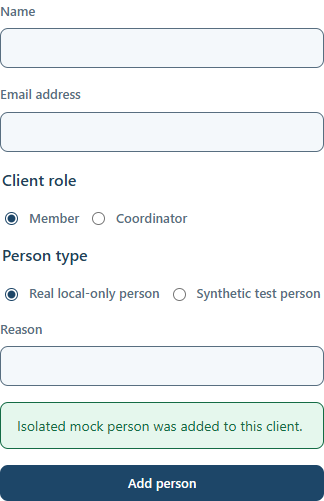 Name
Email address
Client role
Member Coordinator
Person type
Real local-only person Synthetic test person
Reason
Isolated mock person was added to this client.
Add person